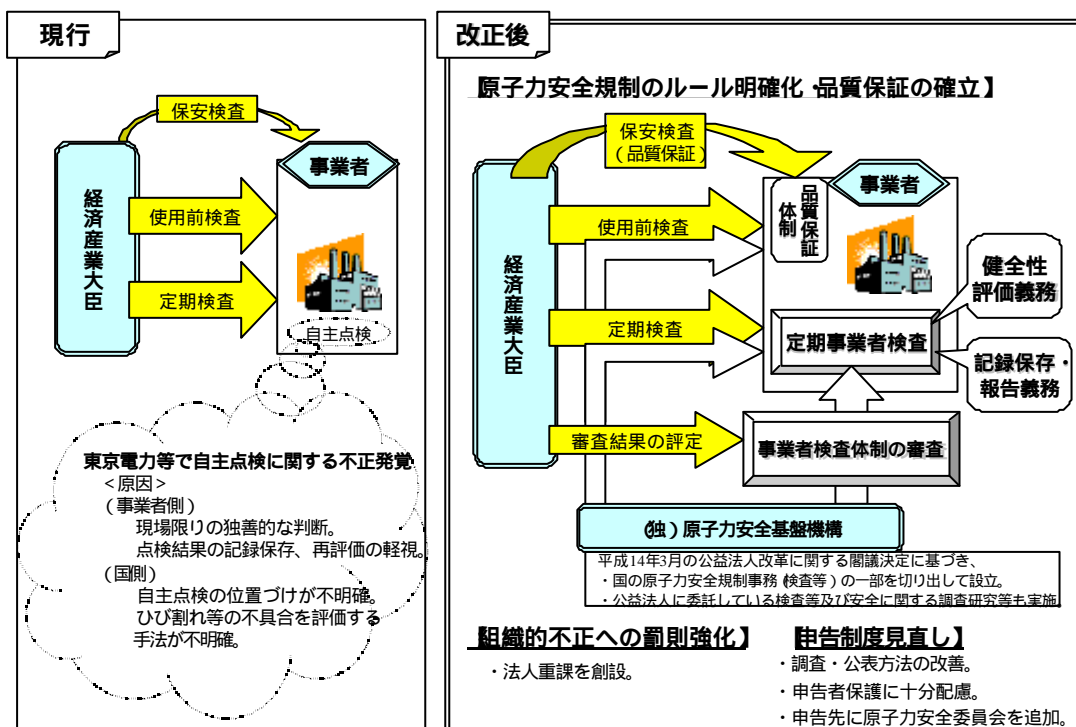 現行
保安検査
事業者
経済産業大臣
使用前検査
定期検査
自主点検
東京電力等で自主点検に関する不正発覚
<原因>
(事業者側)
現場限りの独善的な判断。
点検結果の記録保存、再評価の軽視。
(国側)
自主点検の位置づけが不明確。
ひび割れ等の不具合を評価する
手法が不明確。
改正後
【原子力安全規制のルール明確化・品質保証の確立】
保安検査
(品質保証)
事業者
品質保証
体制
経済産業大臣
使用前検査
定期検査
健全性
評価義務
定期事業者検査
記録保存・
報告義務
審査結果の評定
事業者検査体制の審査
(独)原子力安全基盤機構
平成14年3月の公益法人改革に関する閣議決定に基づき、
・国の原子力安全規制事務(検査等)の一部を切り出して設立。
・公益法人に委託している検査等及び安全に関する調査研究等も実施。
【組織的不正への罰則強化】
・法人重課を創設。
【申告制度見直し】
・調査・公表方法の改善。
・申告者保護に十分配慮。
・申告先に原子力安全委員会を追加。